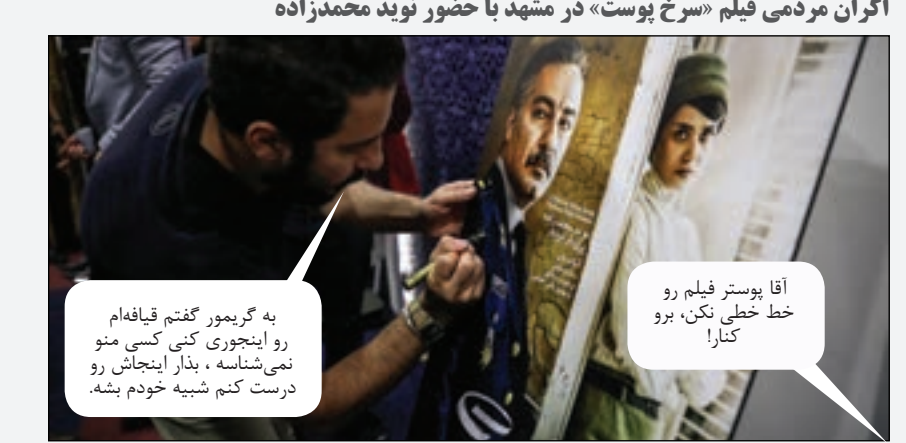 اکران مردمی فیلم «سرخ پوست» در مشهد با حضور نوید محمدزاده
آقا پوستر فیلم رو
خط خطی نکن، برو
کنار!
به گریمور گفتم قیافه‌ام
رو اینجوری کنی کسی منو
نمی‌شناسه ، بذار اینجاش رو
درست کنم شبیه خودم بشه.